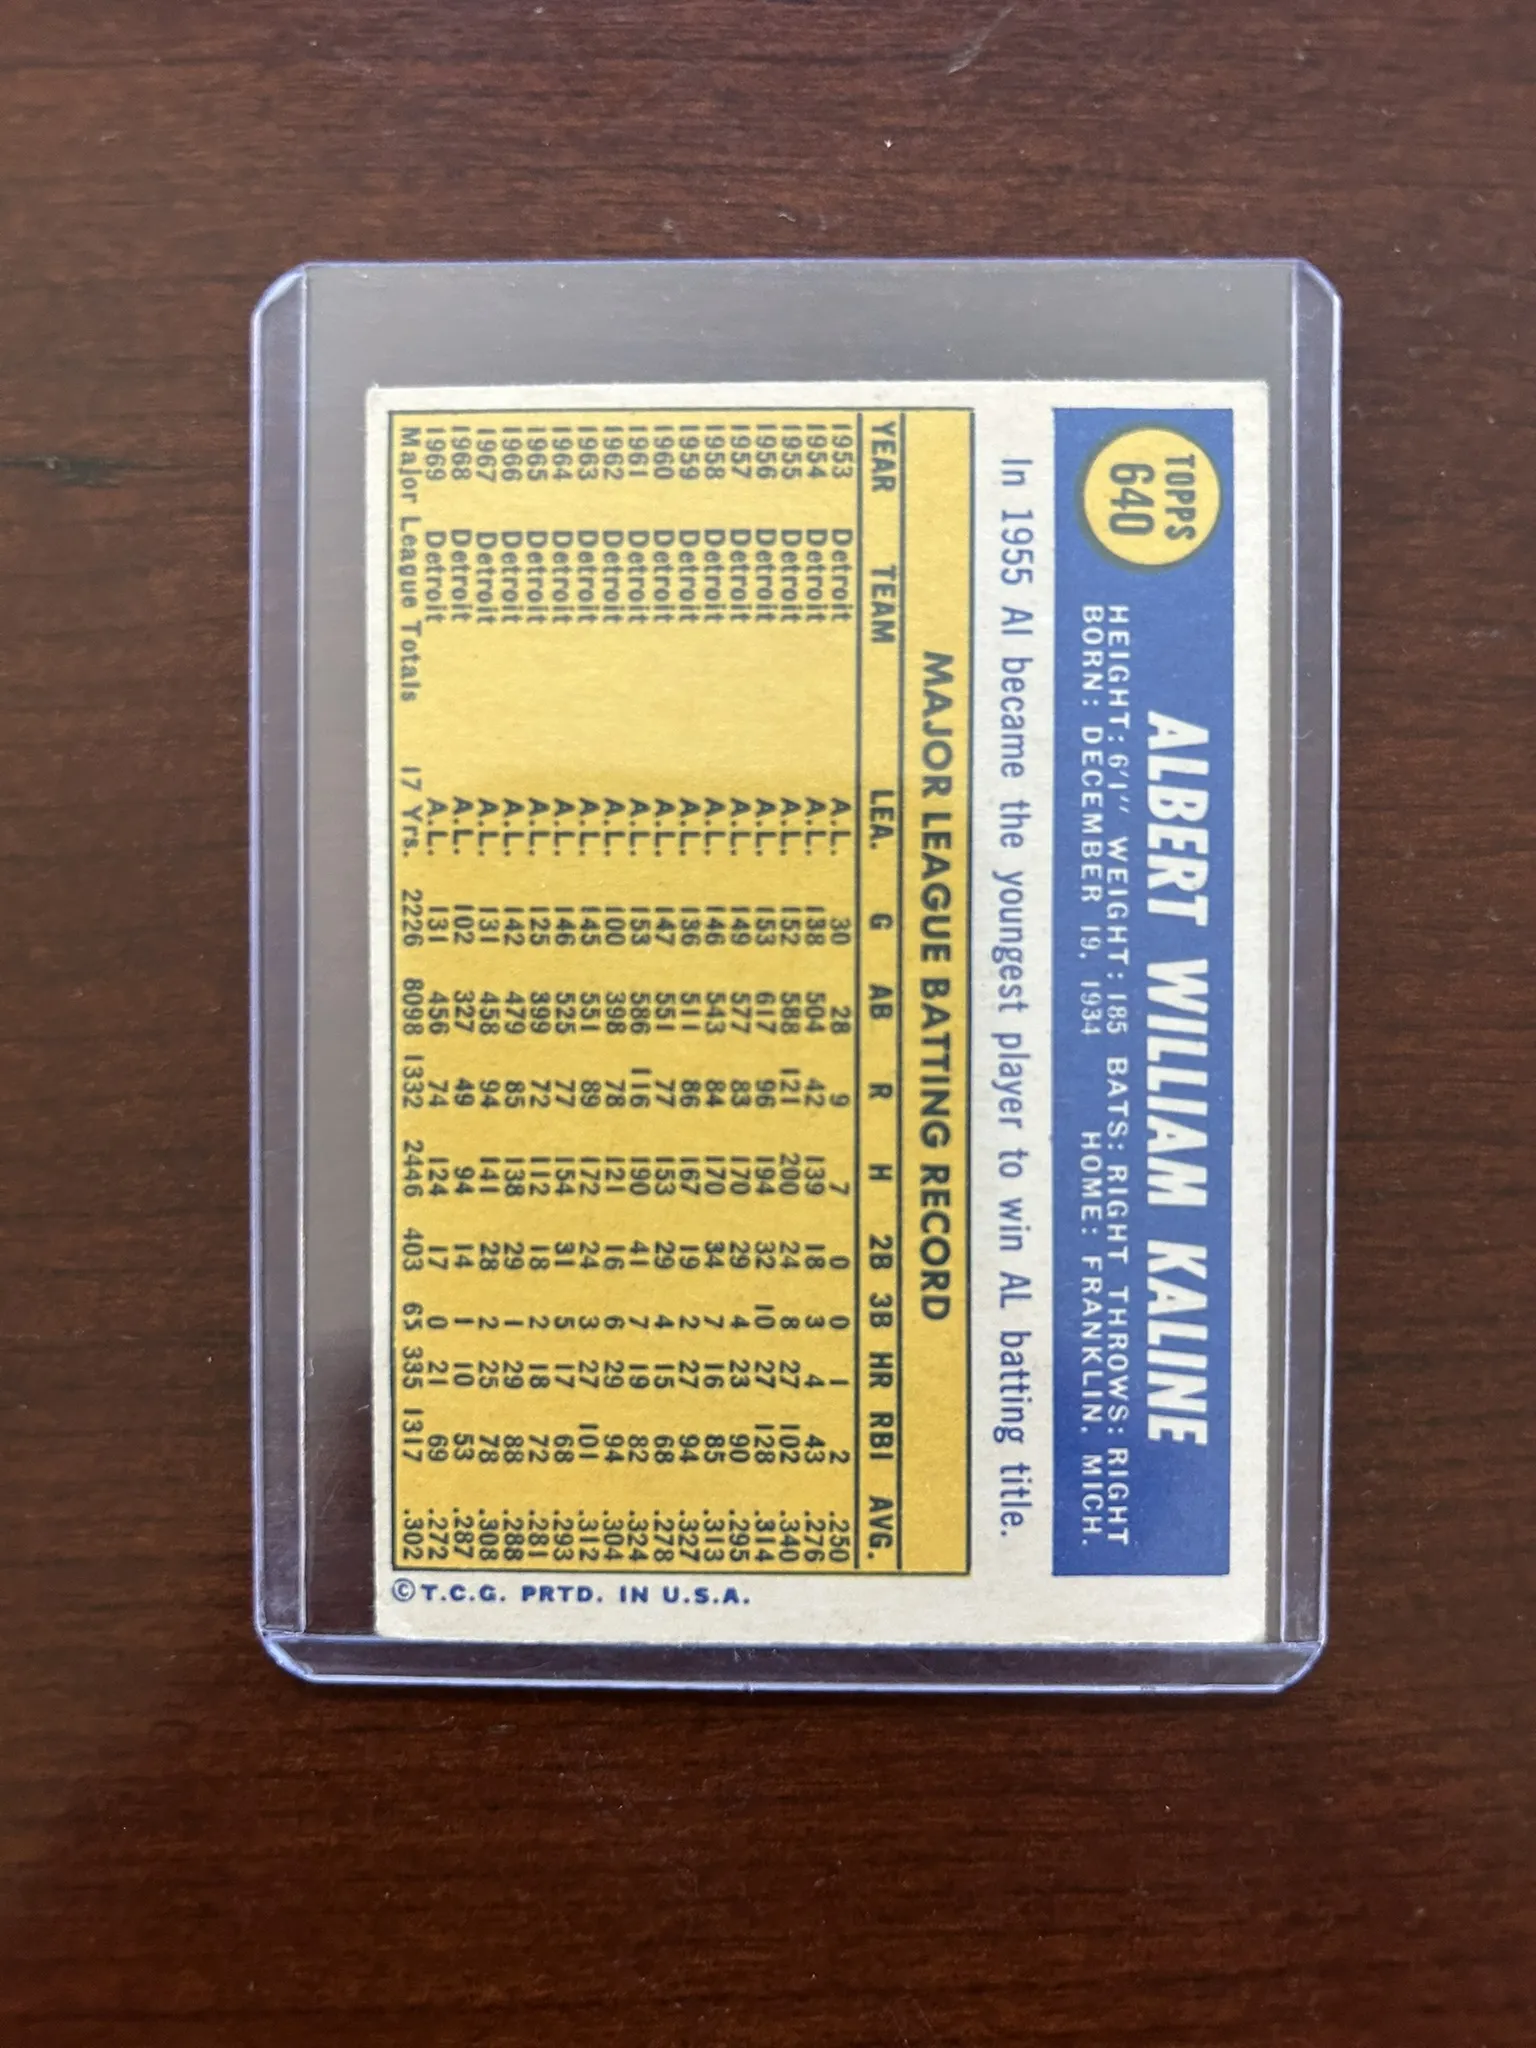 TOPPS
640
ALBERT WILLIAM KALINE
HEIGHT: 6'1" WEIGHT: 185 BATS: RIGHT THROWS: RIGHT
BORN: DECEMBER 19, 1934 HOME: FRANKLIN, MICH.
In 1955 Al became the youngest player to win AL batting title.
MAJOR LEAGUE BATTING RECORD
YEAR TEAM LEA. G AB R H 2B 3B HR RBI AVG.
1953 Detroit A.L. 30 28 9 7 0 0 1 2 .250
1954 Detroit A.L. 138 504 42 139 18 3 4 43 .276
1955 Detroit A.L. 152 588 121 200 24 8 27 102 .340
1956 Detroit A.L. 153 617 96 194 32 10 27 128 .314
1957 Detroit A.L. 149 577 83 170 29 4 23 90 .295
1958 Detroit A.L. 146 543 84 170 34 7 16 85 .313
1959 Detroit A.L. 136 511 86 167 19 2 27 94 .327
1960 Detroit A.L. 147 551 77 153 29 4 15 68 .278
1961 Detroit A.L. 153 586 116 190 41 7 19 82 .324
1962 Detroit A.L. 100 398 78 121 16 6 29 94 .304
1963 Detroit A.L. 145 551 89 172 24 3 27 101 .312
1964 Detroit A.L. 146 525 77 154 31 5 17 68 .293
1965 Detroit A.L. 125 399 72 112 18 2 18 72 .281
1966 Detroit A.L. 142 479 85 138 29 1 29 88 .288
1967 Detroit A.L. 131 458 94 141 28 2 25 78 .308
1968 Detroit A.L. 102 327 49 94 14 1 10 53 .287
1969 Detroit A.L. 131 456 74 124 17 0 21 69 .272
Major League Totals 17 Yrs. 2226 8098 1332 2446 403 65 335 1317 .302
©T.C.G. PRTD. IN U.S.A.